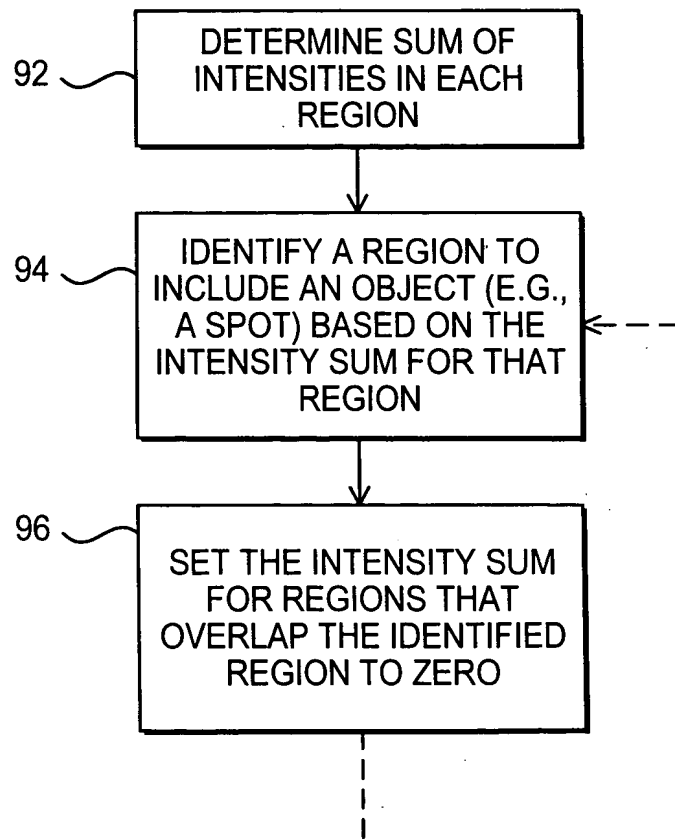 92
DETERMINE SUM OF
INTENSITIES IN EACH
REGION
94
IDENTIFY A REGION TO
INCLUDE AN OBJECT (E.G.,
A SPOT) BASED ON THE
INTENSITY SUM FOR THAT
REGION
96
SET THE INTENSITY SUM
FOR REGIONS THAT
OVERLAP THE IDENTIFIED
REGION TO ZERO